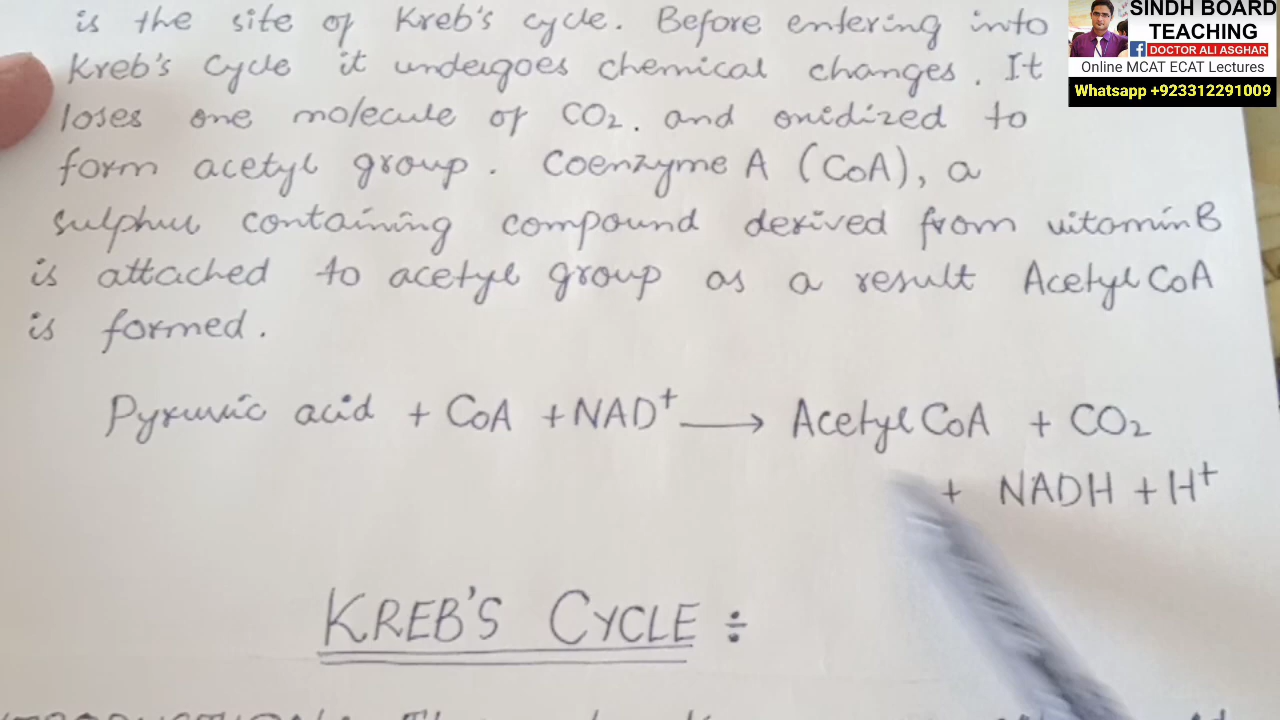 SINDH BOARD
TEACHING
DOCTOR ALI ASGHAR
Online MCAT ECAT Lectures
Whatsapp +923312291009
is the site of Kreb's cycle. Before entering into
Kreb's Cycle it undergoes chemical changes. It
loses one molecule of CO₂. and oxidized to
form acetyl group. Coenzyme A (CoA), a
sulphur containing compound derived from vitamin B
is attached to acetyl group as a result Acetyl CoA
is formed.
Pyruvic acid + CoA + NAD⁺ → Acetyl CoA + CO₂
+ NADH + H⁺
KREB'S CYCLE ÷